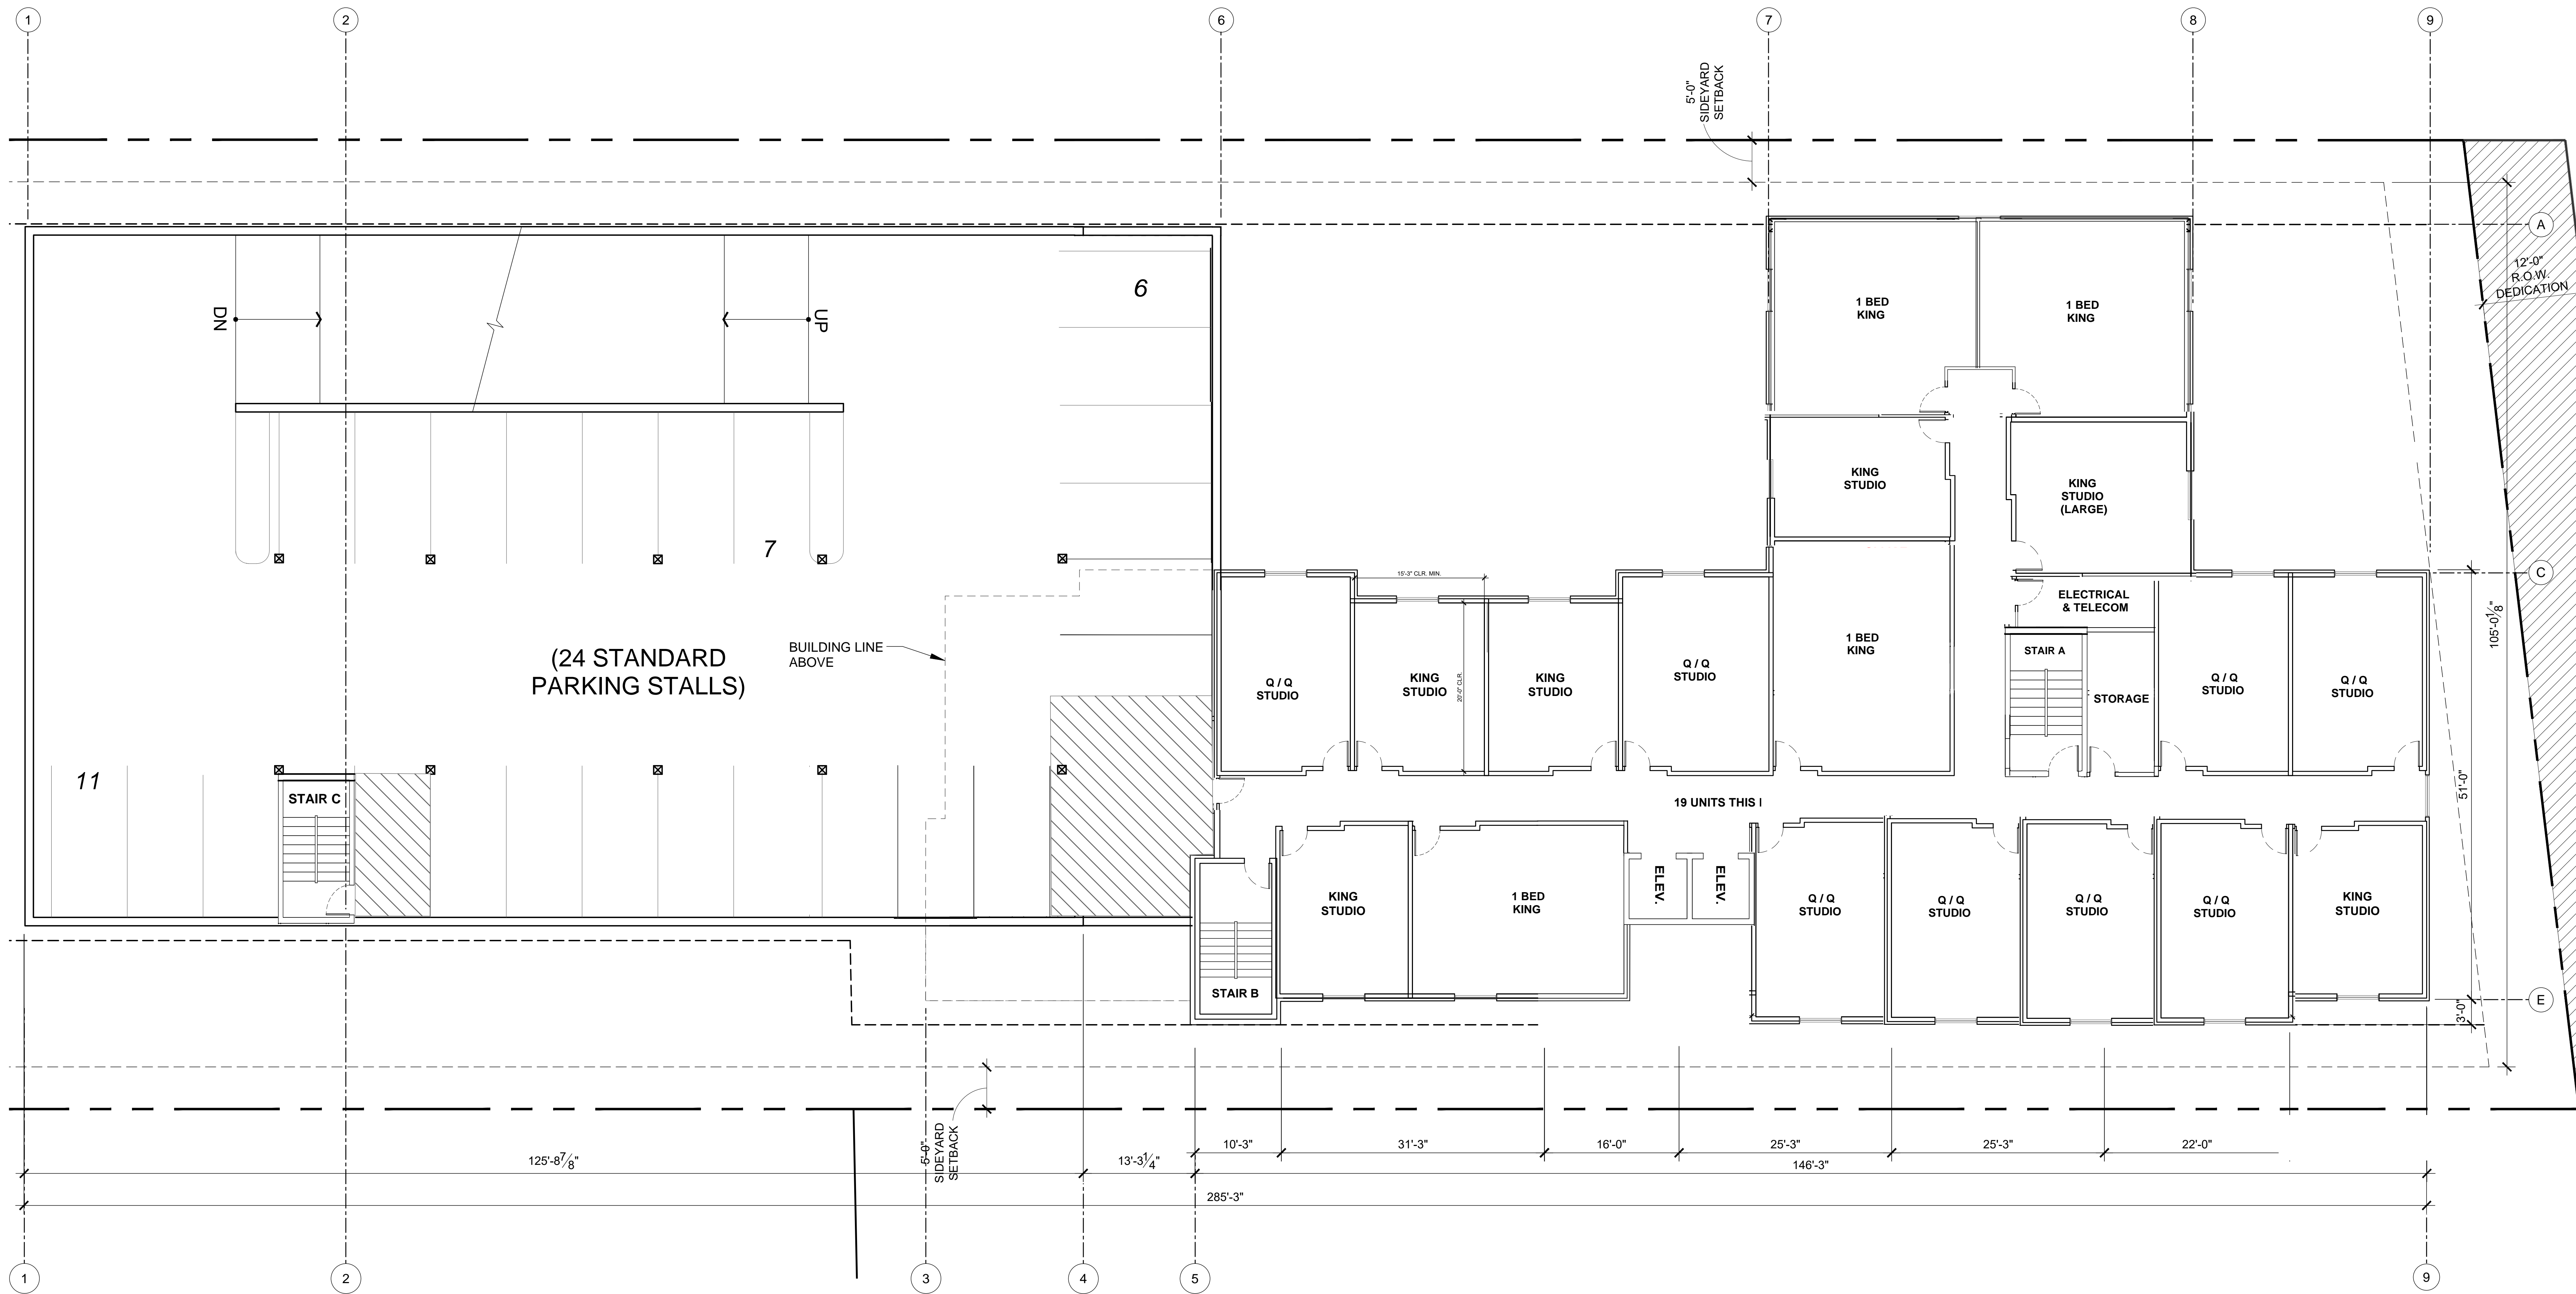 1
2
6
7
8
9
5'-0"
SIDEYARD
SETBACK
A
12'-0"
R.O.W.
DEDICATION
6
DN
UP
1 BED
KING
1 BED
KING
KING
STUDIO
KING
STUDIO
(LARGE)
7
15'-3" CLR. MIN.
C
ELECTRICAL
& TELECOM
105'-0 1/8"
BUILDING LINE
ABOVE
(24 STANDARD
PARKING STALLS)
Q / Q
STUDIO
KING
STUDIO
20'-0" CLR.
KING
STUDIO
Q / Q
STUDIO
1 BED
KING
STAIR A
STORAGE
Q / Q
STUDIO
Q / Q
STUDIO
11
STAIR C
19 UNITS THIS
51'-0"
KING
STUDIO
1 BED
KING
ELEV.
ELEV.
Q / Q
STUDIO
Q / Q
STUDIO
Q / Q
STUDIO
Q / Q
STUDIO
KING
STUDIO
STAIR B
E
3'-0"
5'-0"
SIDEYARD
SETBACK
10'-3"
31'-3"
16'-0"
25'-3"
25'-3"
22'-0"
125'-8 7/8"
13'-3 1/4"
146'-3"
285'-3"
1
2
3
4
5
9